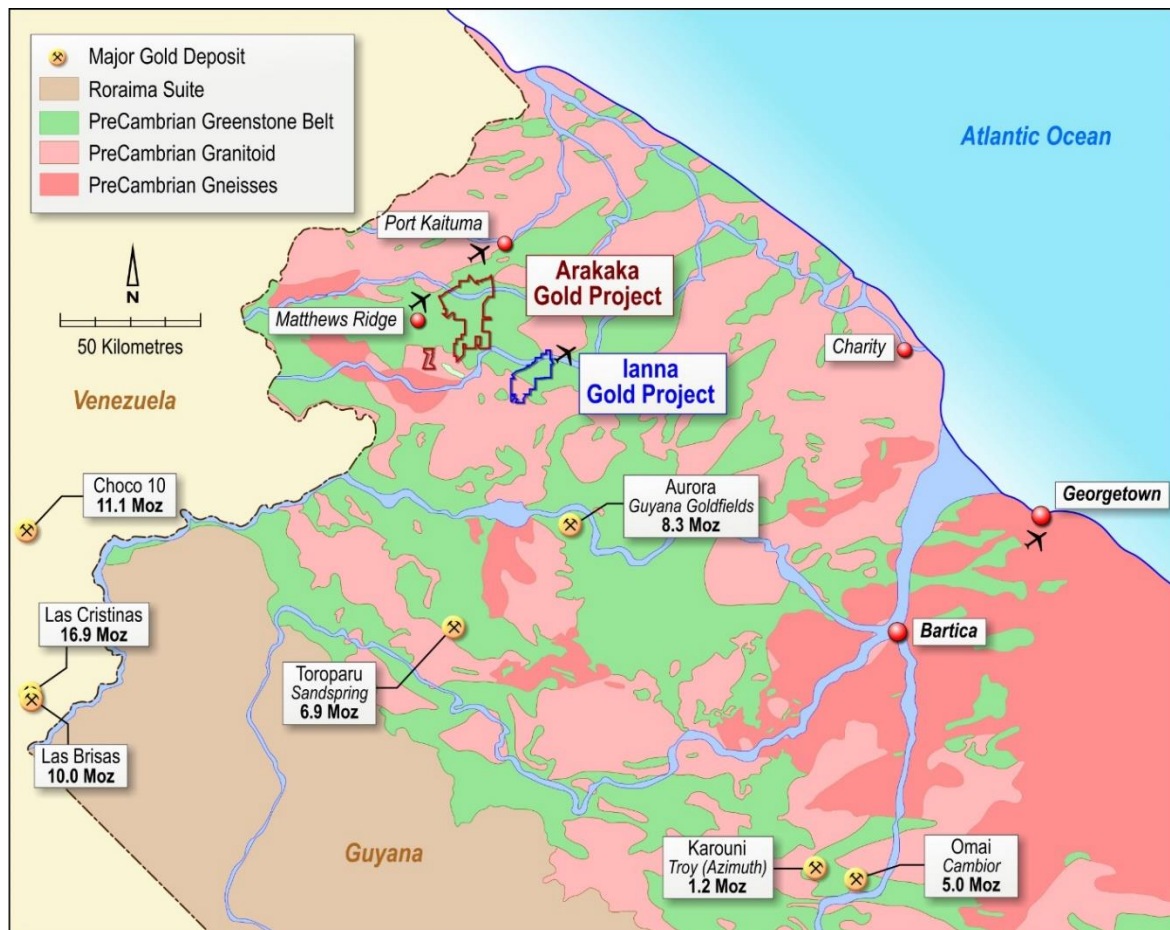 Major Gold Deposit
Roraima Suite
PreCambrian Greenstone Belt
PreCambrian Granitoid
PreCambrian Gneisses
N
50 Kilometres
Atlantic Ocean
Port Kaituma
Arakaka
Gold Project
Matthews Ridge
Ianna
Gold Project
Charity
Venezuela
Choco 10
11.1 Moz
Aurora
Guyana Goldfields
8.3 Moz
Georgetown
Las Cristinas
16.9 Moz
Bartica
Toroparu
Sandspring
6.9 Moz
Las Brisas
10.0 Moz
Guyana
Karouni
Troy (Azimuth)
1.2 Moz
Omai
Cambior
5.0 Moz